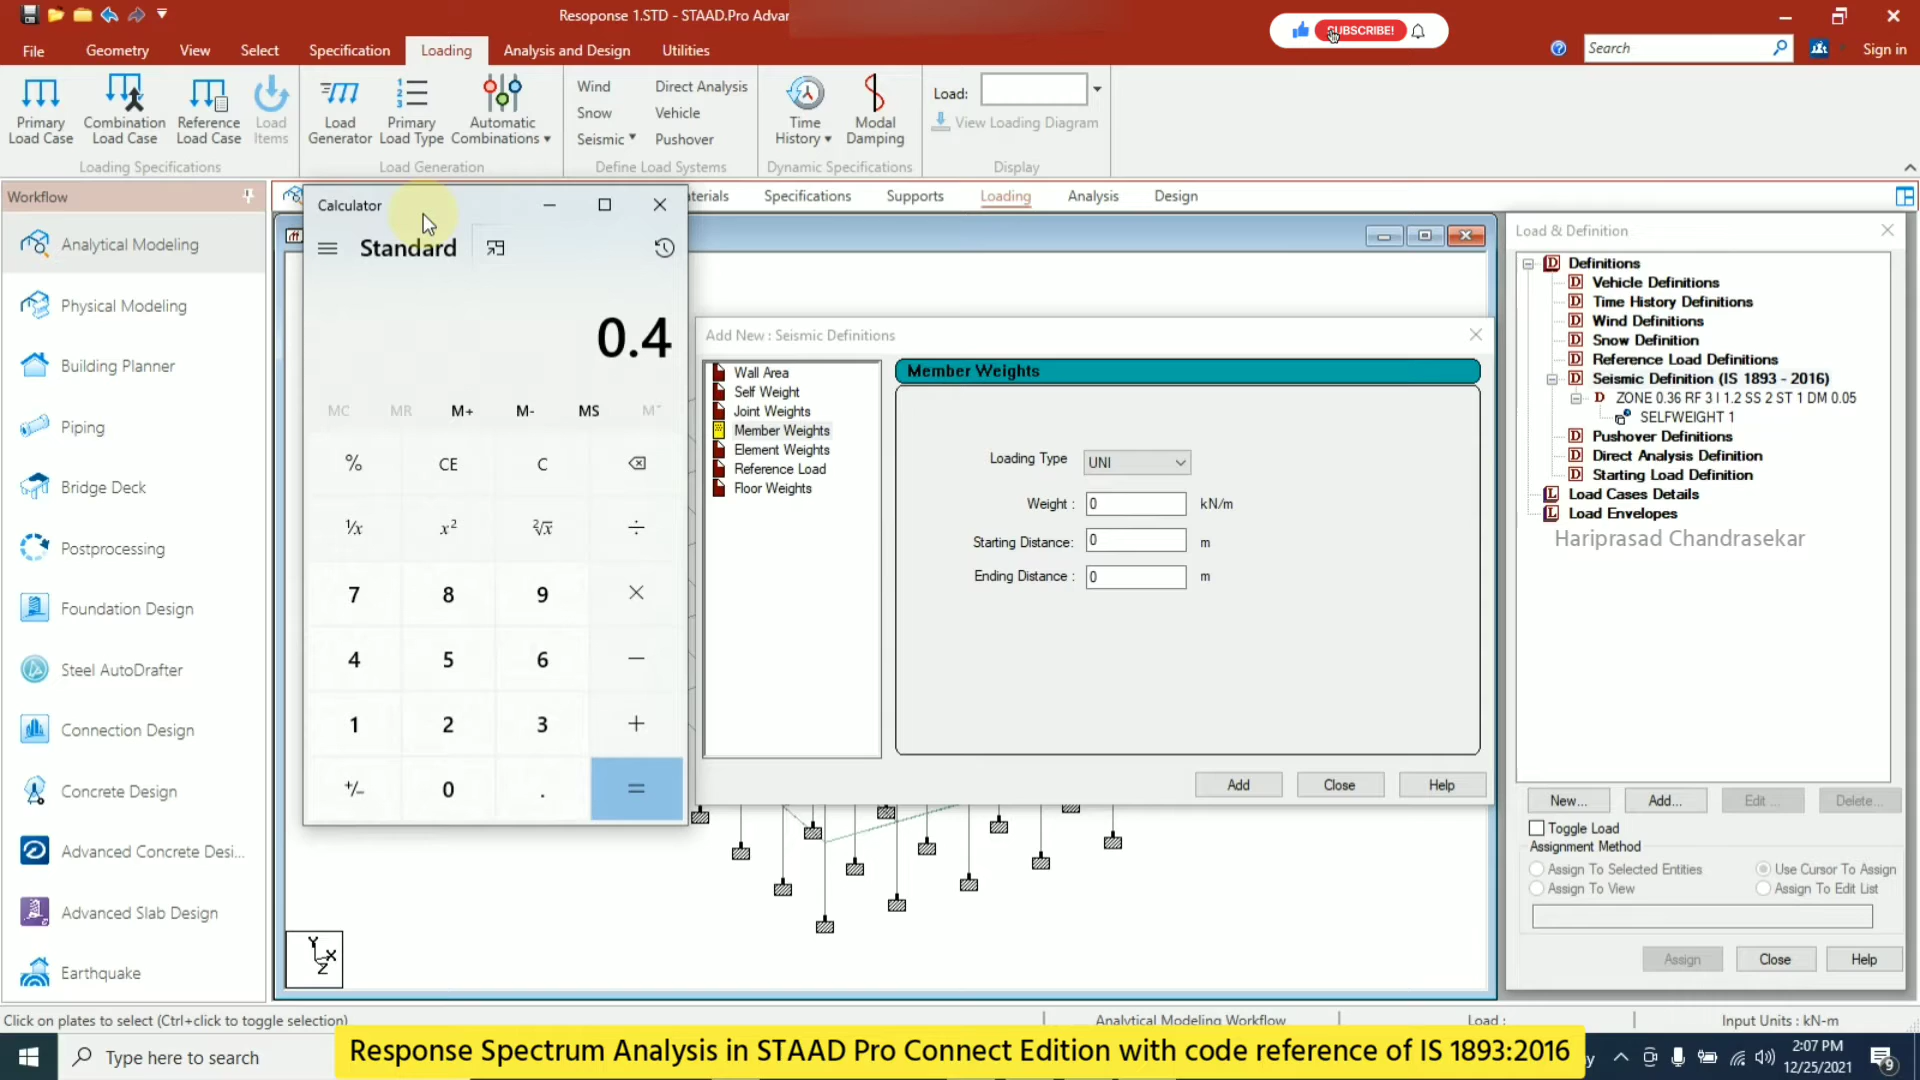 Resoponse 1.STD - STAAD.Pro Advan
SUBSCRIBE!
File
Geometry
View
Select
Specification
Loading
Analysis and Design
Utilities
Search
Sign in
Primary Load Case
Combination Load Case
Reference Load Case
Load Items
Loading Specifications
Load Generator
Primary Load Type
Automatic Combinations
Load Generation
Wind
Snow
Seismic
Direct Analysis
Vehicle
Pushover
Define Load Systems
Time History
Modal Damping
Dynamic Specifications
Load:
View Loading Diagram
Display
Workflow
Analytical Modeling
Physical Modeling
Building Planner
Piping
Bridge Deck
Postprocessing
Foundation Design
Steel AutoDrafter
Connection Design
Concrete Design
Advanced Concrete Desi...
Advanced Slab Design
Earthquake
terials
Specifications
Supports
Loading
Analysis
Design
Calculator
Standard
0.4
MC MR M+ M- MS
% CE C
1/x x2 2√x ÷
7 8 9 ×
4 5 6 −
1 2 3 +
+/− 0 . =
Add New : Seismic Definitions
Wall Area
Self Weight
Joint Weights
Member Weights
Element Weights
Reference Load
Floor Weights
Member Weights
Loading Type UNI
Weight : 0 kN/m
Starting Distance: 0 m
Ending Distance : 0 m
Add Close Help
Y X Z
Load & Definition
Definitions
Vehicle Definitions
Time History Definitions
Wind Definitions
Snow Definition
Reference Load Definitions
Seismic Definition (IS 1893 - 2016)
ZONE 0.36 RF 3 I 1.2 SS 2 ST 1 DM 0.05
SELFWEIGHT 1
Pushover Definitions
Direct Analysis Definition
Starting Load Definition
Load Cases Details
Load Envelopes
Hariprasad Chandrasekar
New... Add... Edit ... Delete...
Toggle Load
Assignment Method
Assign To Selected Entities
Use Cursor To Assign
Assign To View
Assign To Edit List
Assign Close Help
Click on plates to select (Ctrl+click to toggle selection)
Analytical Modeling Workflow
Load :
Input Units : kN-m
Type here to search
Response Spectrum Analysis in STAAD Pro Connect Edition with code reference of IS 1893:2016
2:07 PM
12/25/2021
9